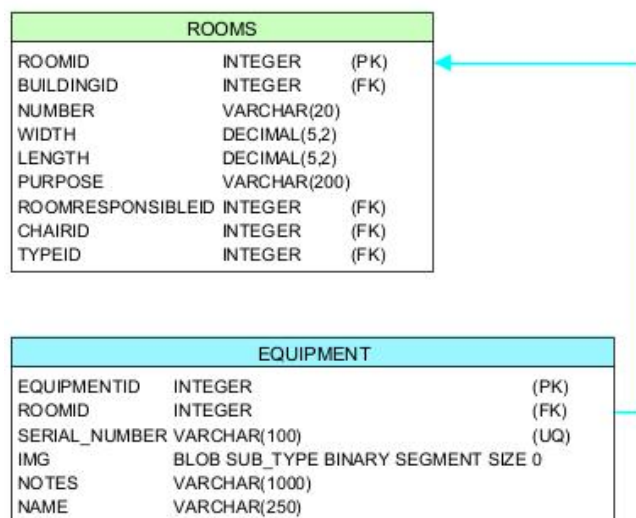 ROOMS
ROOMID INTEGER (PK)
BUILDINGID INTEGER (FK)
NUMBER VARCHAR(20)
WIDTH DECIMAL(5,2)
LENGTH DECIMAL(5,2)
PURPOSE VARCHAR(200)
ROOMRESPONSIBLEID INTEGER (FK)
CHAIRID INTEGER (FK)
TYPEID INTEGER (FK)
EQUIPMENT
EQUIPMENTID INTEGER (PK)
ROOMID INTEGER (FK)
SERIAL_NUMBER VARCHAR(100) (UQ)
IMG BLOB SUB_TYPE BINARY SEGMENT SIZE 0
NOTES VARCHAR(1000)
NAME VARCHAR(250)